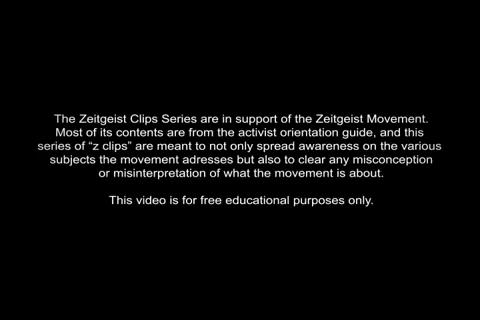 The Zeitgeist Clips Series are in support of the Zeitgeist Movement.
Most of its contents are from the activist orientation guide, and this
series of “z clips” are meant to not only spread awareness on the various
subjects the movement adresses but also to clear any misconception
or misinterpretation of what the movement is about.
This video is for free educational purposes only.